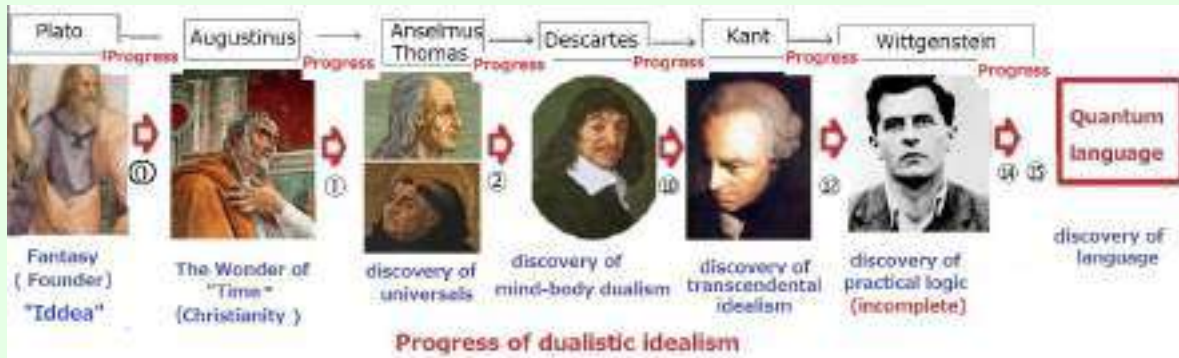 Plato
Augustinus
Anselmus
Thomas
Descartes
Kant
Wittgenstein
Progress
Progress
Progress
Progress
Progress
Progress
Quantum
language
①
①
②
⑩
⑭ ⑮
Fantasy
( Founder)
"Iddea"
The Wonder of
"Time"
(Christianity )
discovery of
universals
discovery of
mind-body dualism
discovery of
transcendental
idealism
discovery of
practical logic
(incomplete)
discovery of
language
Progress of dualistic idealism